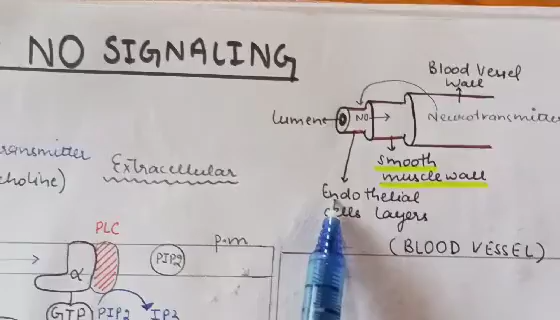 NO SIGNALING
Blood Vessel
Wall
Lumen
NO
Neurotransmitter
ransmitter
choline)
Extracellular
smooth
muscle wall
Endothelial
cells layers
PLC
P.M
(BLOOD VESSEL)
α
PIP2
GTP
PIP2
IP3